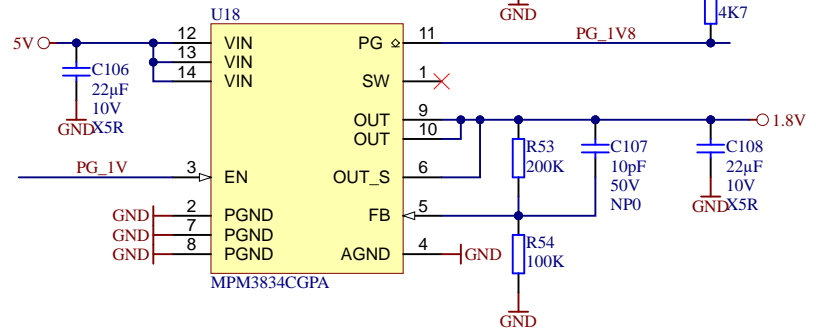 U18
GND
4K7
5V
12
VIN
PG
11
PG_1V8
13
VIN
14
VIN
SW
1
C106
22µF
10V
X5R
GND
OUT
9
1.8V
OUT
10
R53
200K
C107
10pF
50V
NP0
C108
22µF
10V
X5R
GND
PG_1V
3
EN
OUT_S
6
GND
2
PGND
FB
5
GND
7
PGND
GND
8
PGND
AGND
4
GND
R54
100K
MPM3834CGPA
GND